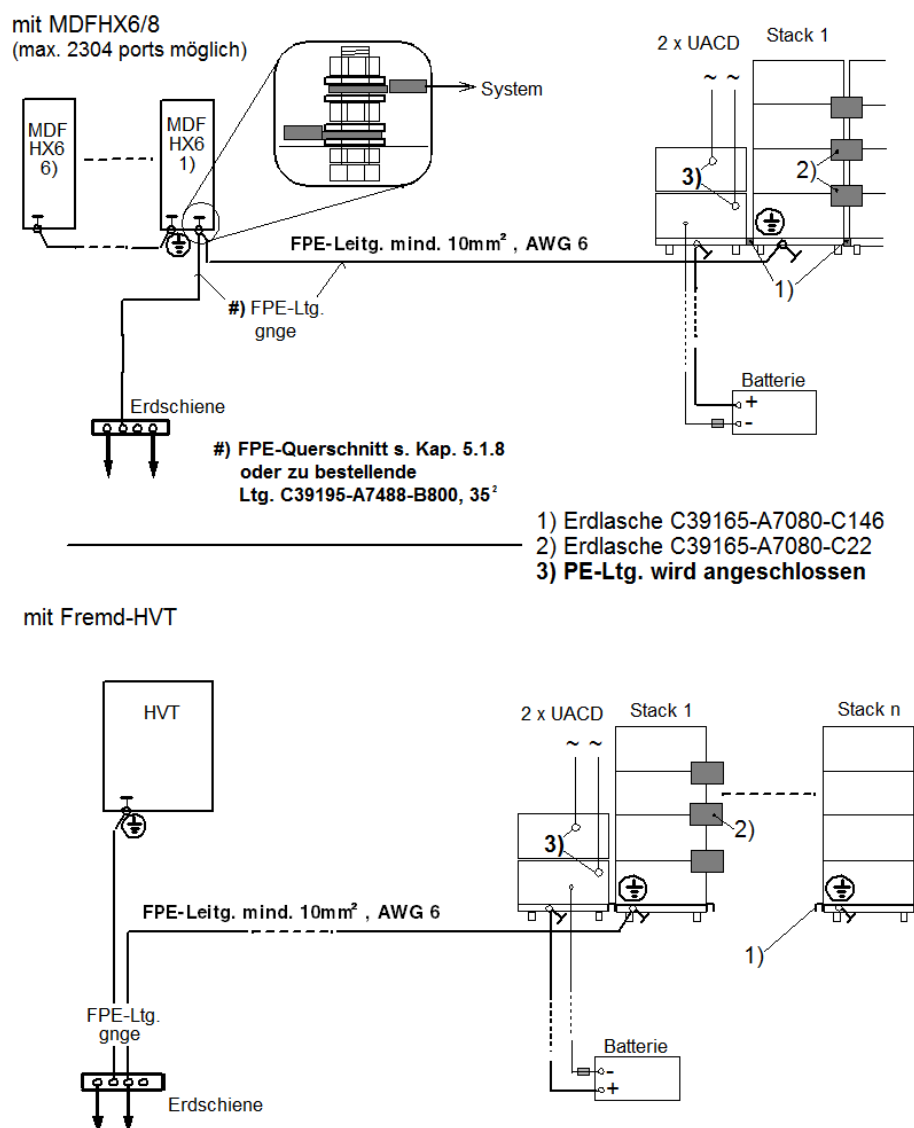 mit MDFHX6/8
(max. 2304 ports möglich)
2 x UACD
Stack 1
~ ~
System
MDF
HX6
6)
MDF
HX6
1)
3)
2)
FPE-Leitg. mind. 10mm² , AWG 6
1)
#) FPE-Ltg.
gnge
Batterie
+
-
Erdschiene
#) FPE-Querschnitt s. Kap. 5.1.8
oder zu bestellende
Ltg. C39195-A7488-B800, 35²
1) Erdlasche C39165-A7080-C146
2) Erdlasche C39165-A7080-C22
3) PE-Ltg. wird angeschlossen
mit Fremd-HVT
HVT
2 x UACD
Stack 1
Stack n
~ ~
3)
2)
FPE-Leitg. mind. 10mm² , AWG 6
1)
FPE-Ltg.
gnge
Batterie
-
+
Erdschiene